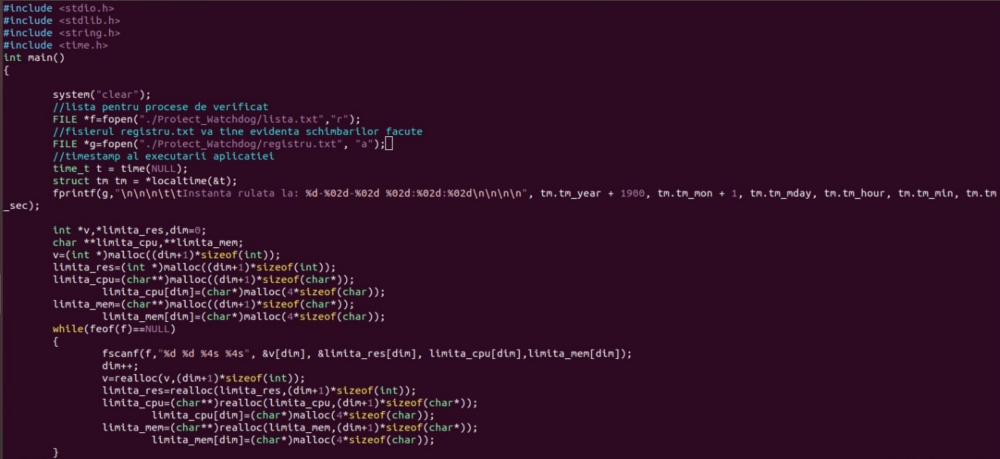 #include <stdio.h>
#include <stdlib.h>
#include <string.h>
#include <time.h>
int main()
{
system("clear");
//lista pentru procese de verificat
FILE *f=fopen("./Proiect_Watchdog/lista.txt","r");
//fisierul registru.txt va tine evidenta schimbarilor facute
FILE *g=fopen("./Proiect_Watchdog/registru.txt", "a");
//timestamp al executarii aplicatiei
time_t t = time(NULL);
struct tm tm = *localtime(&t);
fprintf(g,"\n\n\n\t\tInstanta rulata la: %d-%02d-%02d %02d:%02d:%02d\n\n\n\n", tm.tm_year + 1900, tm.tm_mon + 1, tm.tm_mday, tm.tm_hour, tm.tm_min, tm.tm
_sec);
int *v,*limita_res,dim=0;
char **limita_cpu,**limita_mem;
v=(int *)malloc((dim+1)*sizeof(int));
limita_res=(int *)malloc((dim+1)*sizeof(int));
limita_cpu=(char**)malloc((dim+1)*sizeof(char*));
limita_cpu[dim]=(char*)malloc(4*sizeof(char));
limita_mem=(char**)malloc((dim+1)*sizeof(char*));
limita_mem[dim]=(char*)malloc(4*sizeof(char));
while(feof(f)==NULL)
{
fscanf(f,"%d %d %4s %4s", &v[dim], &limita_res[dim], limita_cpu[dim],limita_mem[dim]);
dim++;
v=realloc(v,(dim+1)*sizeof(int));
limita_res=realloc(limita_res,(dim+1)*sizeof(int));
limita_cpu=(char**)realloc(limita_cpu,(dim+1)*sizeof(char*));
limita_cpu[dim]=(char*)malloc(4*sizeof(char));
limita_mem=(char**)realloc(limita_mem,(dim+1)*sizeof(char*));
limita_mem[dim]=(char*)malloc(4*sizeof(char));
}